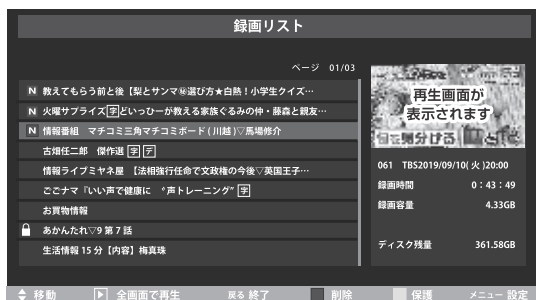 録画リスト
ページ 01/03
N 教えてもらう前と後【梨とサンマ㊙選び方★白熱！小学生クイズ…
N 火曜サプライズ字どいっひーが教える家族ぐるみの仲・藤森と親友…
N 情報番組 マチコミ三角マチコミボード(川越)▽馬場修介
古畑任二郎 傑作選 字デ
情報ライブミヤネ屋 【法相強行任命で文政権の今後▽英国王子…
ごごナマ『いい声で健康に “声トレーニング” 字
お買物情報
あかんたれ▽9 第7話
生活情報15分【内容】梅真珠
再生画面が
表示されます
061 TBS2019/09/10(火)20:00
録画時間 0：43：49
録画容量 4.33GB
ディスク残量 361.58GB
移動 全画面で再生 戻る 終了 削除 保護 メニュー 設定